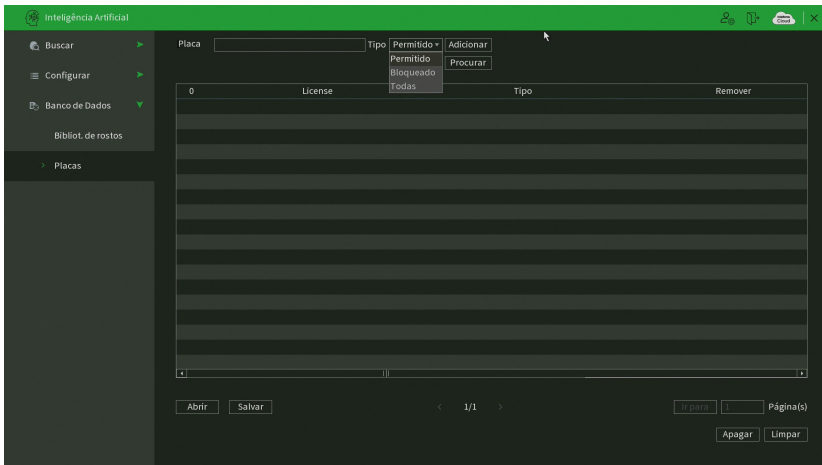 Inteligência Artificial
Buscar
Configurar
Banco de Dados
Bibliot. de rostos
Placas
Placa Tipo Permitido Adicionar
Permitido
Bloqueado
Todas
Procurar
0 License Tipo Remover
Abrir Salvar 1/1 Ir para 1 Página(s)
Apagar Limpar